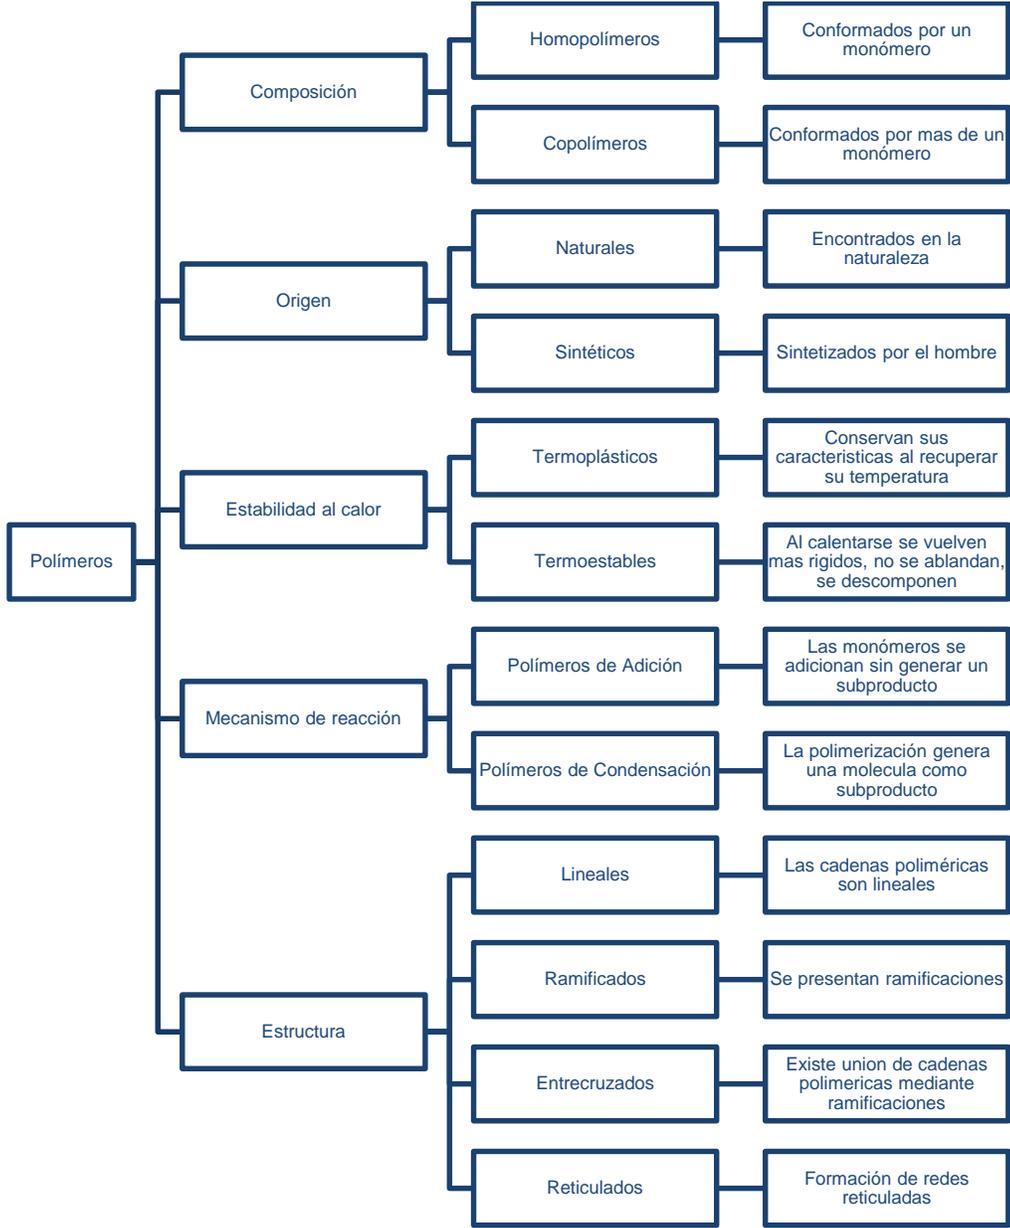 Polímeros
Composición
Homopolímeros
Conformados por un
monómero
Copolímeros
Conformados por mas de un
monómero
Origen
Naturales
Encontrados en la
naturaleza
Sintéticos
Sintetizados por el hombre
Estabilidad al calor
Termoplásticos
Conservan sus
caracteristicas al recuperar
su temperatura
Termoestables
Al calentarse se vuelven
mas rigidos, no se ablandan,
se descomponen
Mecanismo de reacción
Polímeros de Adición
Las monómeros se
adicionan sin generar un
subproducto
Polímeros de Condensación
La polimerización genera
una molecula como
subproducto
Estructura
Lineales
Las cadenas poliméricas
son lineales
Ramificados
Se presentan ramificaciones
Entrecruzados
Existe union de cadenas
polimericas mediante
ramificaciones
Reticulados
Formación de redes
reticuladas